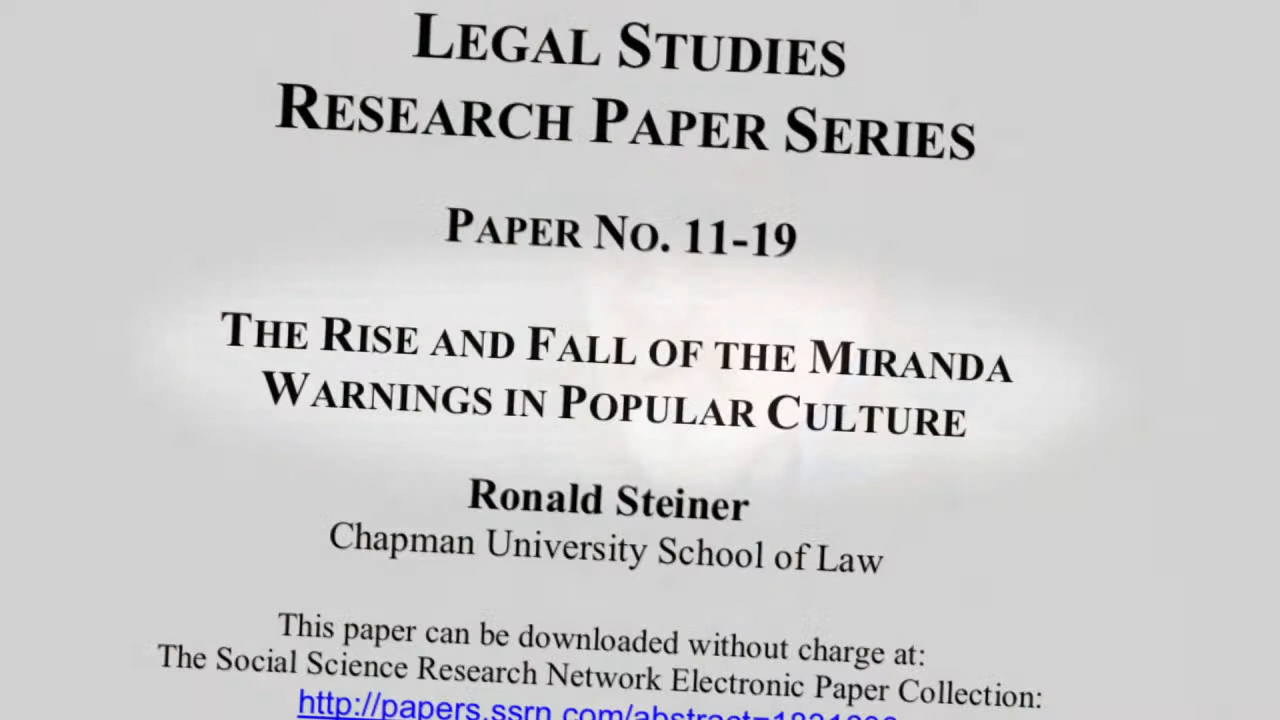 LEGAL STUDIES
RESEARCH PAPER SERIES
PAPER NO. 11-19
THE RISE AND FALL OF THE MIRANDA
WARNINGS IN POPULAR CULTURE
Ronald Steiner
Chapman University School of Law
This paper can be downloaded without charge at:
The Social Science Research Network Electronic Paper Collection: